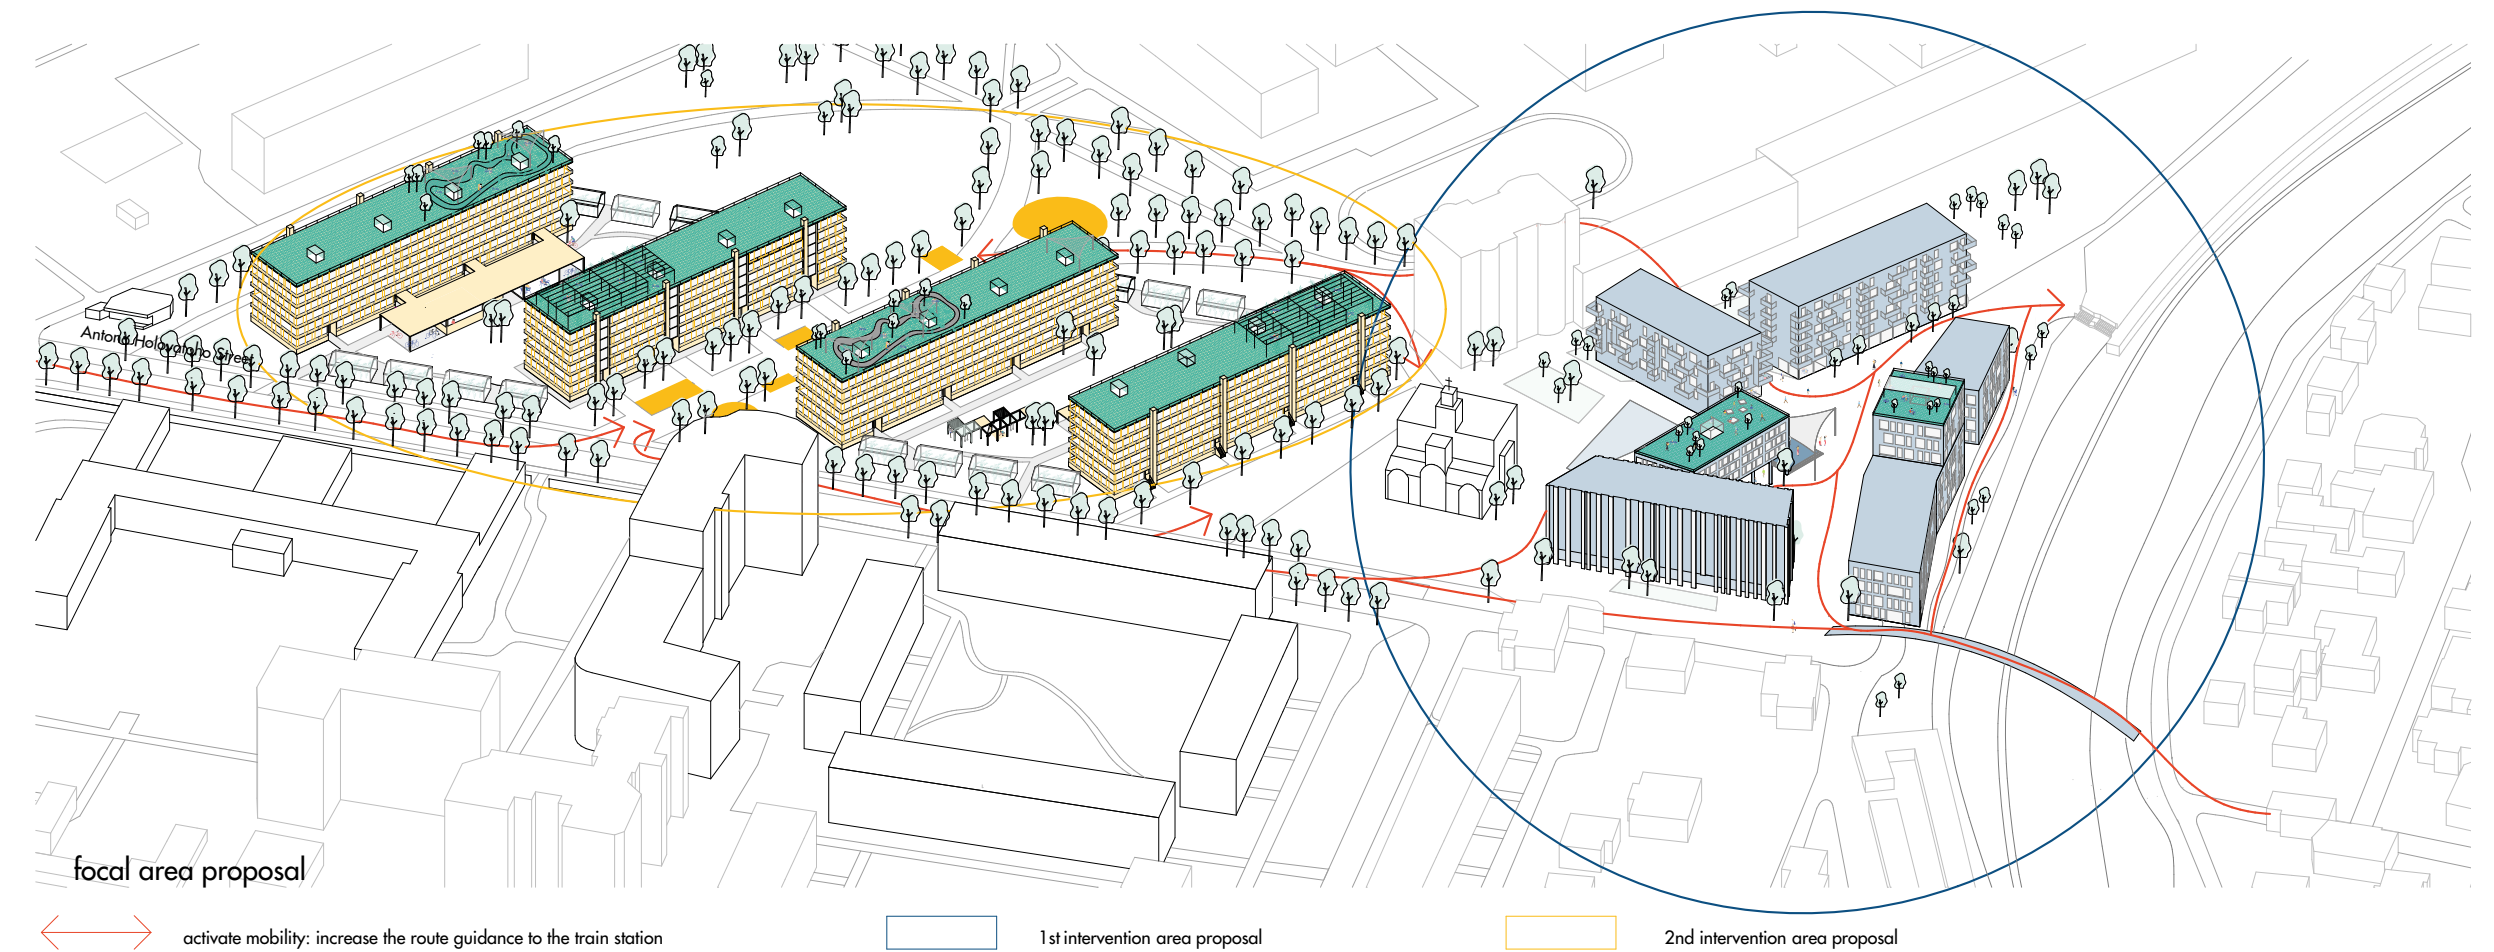 Antona Holovatoho Street
focal area proposal
activate mobility: increase the route guidance to the train station
1st intervention area proposal
2nd intervention area proposal